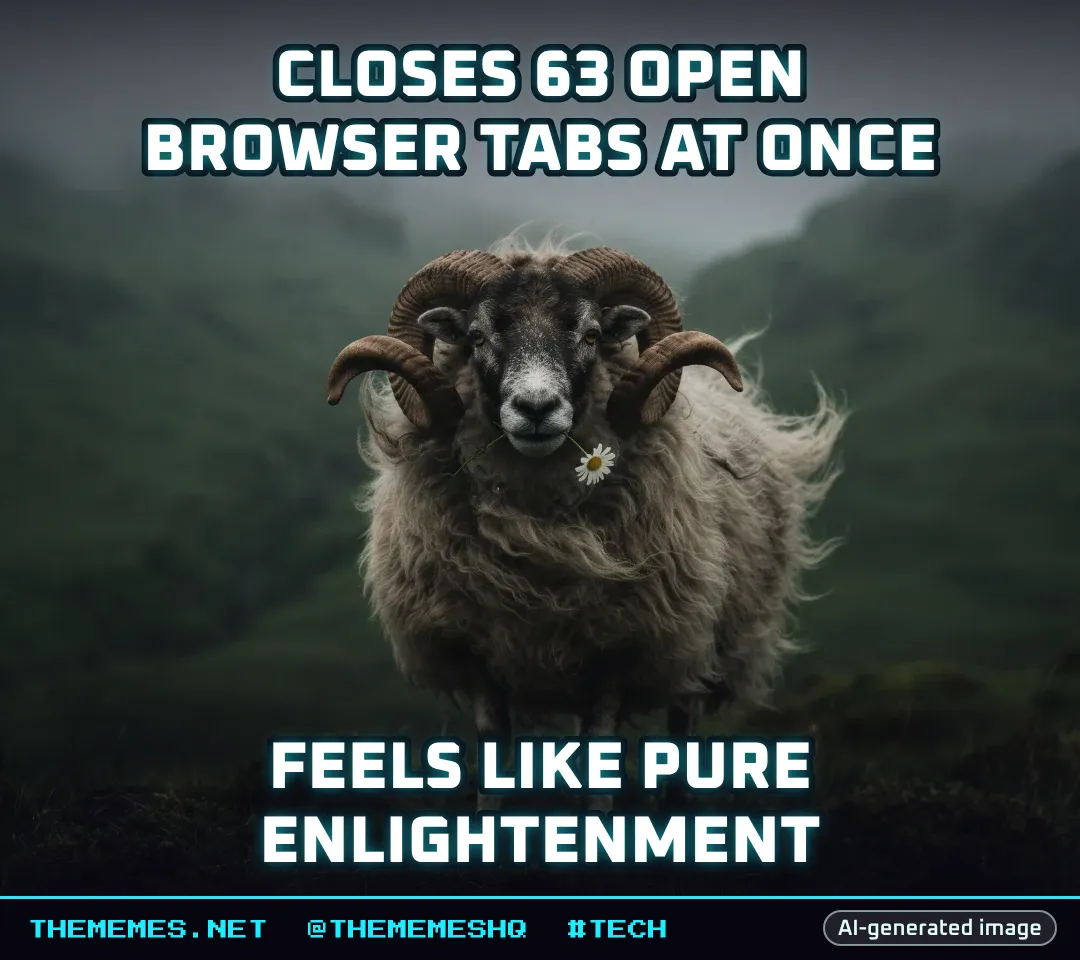 CLOSES 63 OPEN
BROWSER TABS AT ONCE
FEELS LIKE PURE
ENLIGHTENMENT
THEMEMES.NET @THEMEMESHQ #TECH AI-generated image